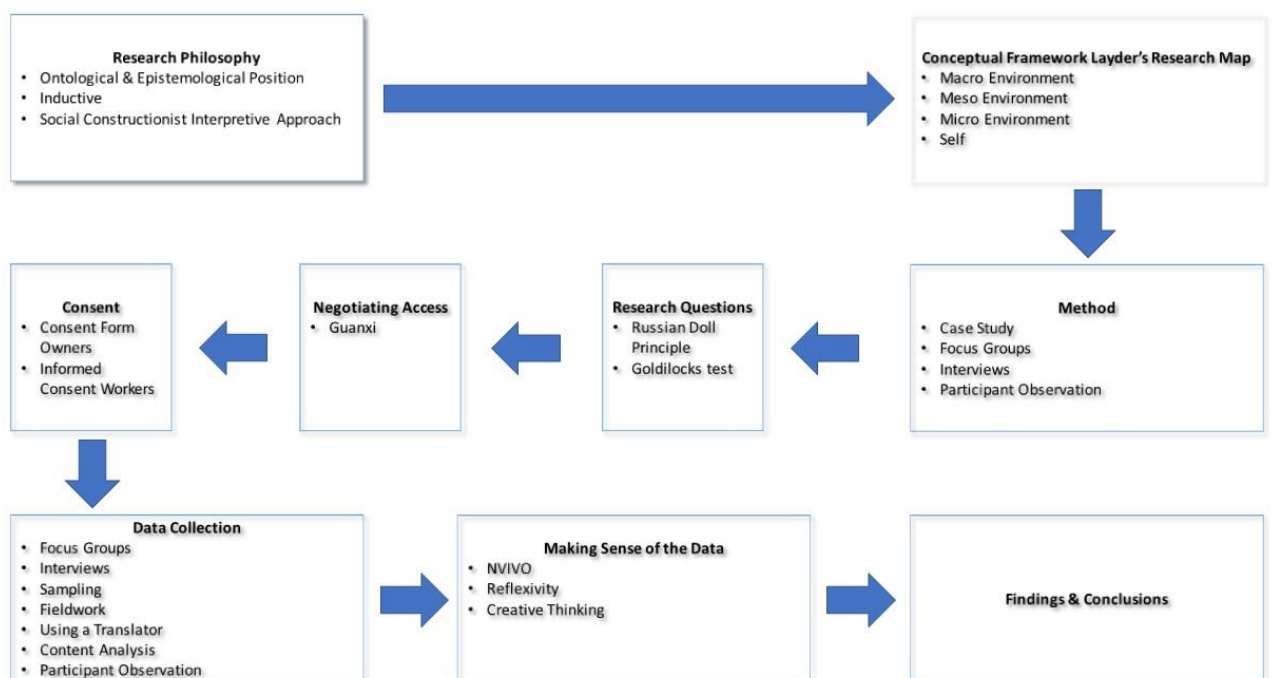 Research Philosophy
• Ontological & Epistemological Position
• Inductive
• Social Constructionist Interpretive Approach
Conceptual Framework Layder's Research Map
• Macro Environment
• Meso Environment
• Micro Environment
• Self
Method
• Case Study
• Focus Groups
• Interviews
• Participant Observation
Research Questions
• Russian Doll
Principle
• Goldilocks test
Negotiating Access
• Guanxi
Consent
• Consent Form
Owners
• Informed
Consent Workers
Data Collection
• Focus Groups
• Interviews
• Sampling
• Fieldwork
• Using a Translator
• Content Analysis
• Participant Observation
Making Sense of the Data
• NVIVO
• Reflexivity
• Creative Thinking
Findings & Conclusions